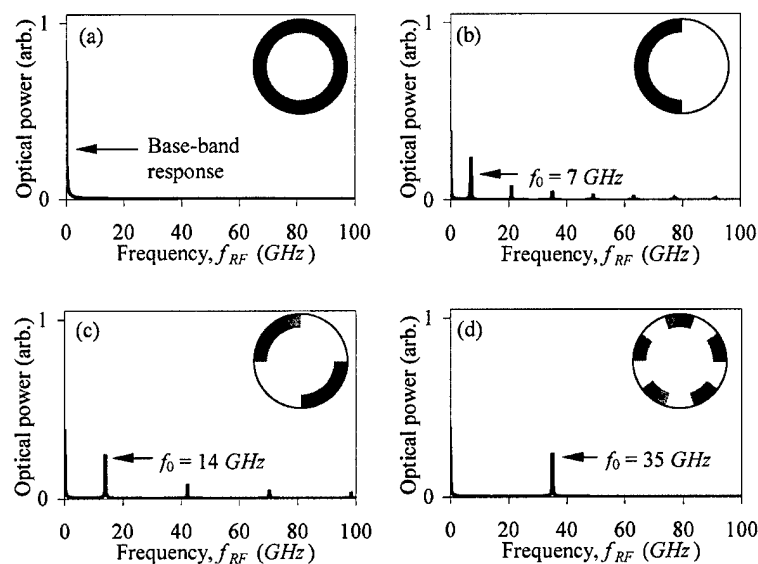 (a)
1
Optical power (arb.)
Base-band
response
0
0 20 40 60 80 100
Frequency, f_RF (GHz)
(b)
1
Optical power (arb.)
f_0 = 7 GHz
0
0 20 40 60 80 100
Frequency, f_RF (GHz)
(c)
1
Optical power (arb.)
f_0 = 14 GHz
0
0 20 40 60 80 100
Frequency, f_RF (GHz)
(d)
1
Optical power (arb.)
f_0 = 35 GHz
0
0 20 40 60 80 100
Frequency, f_RF (GHz)